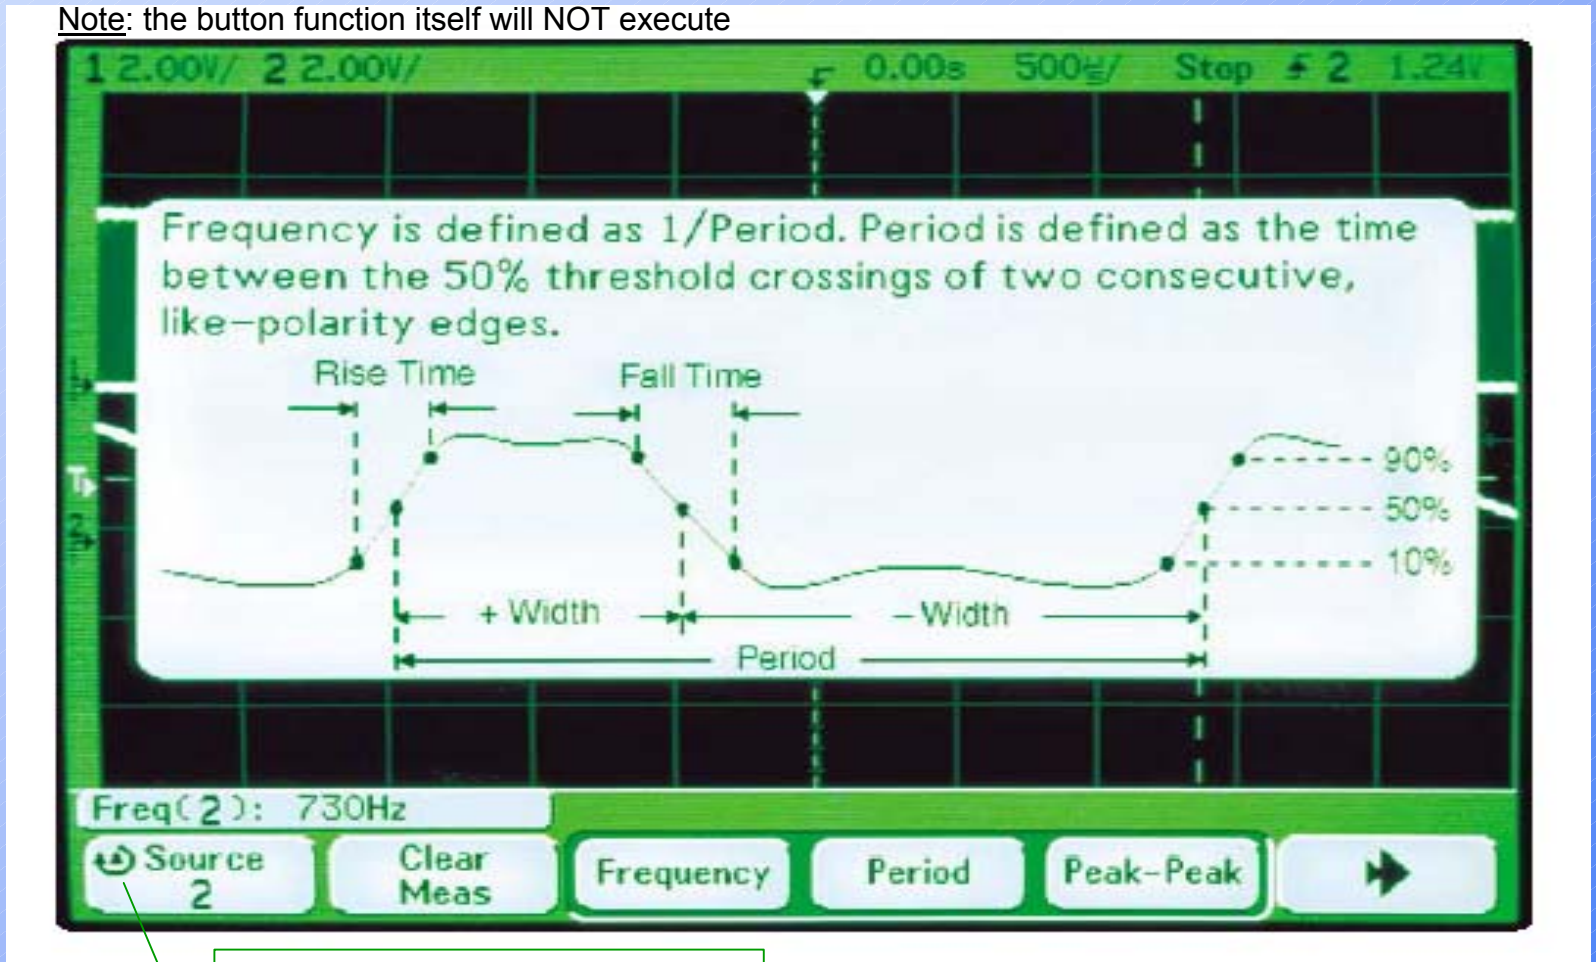 Note: the button function itself will NOT execute
1 2.00V/ 2 2.00V/ 0.00s 500㎲/ Stop 2 1.24V
Frequency is defined as 1/Period. Period is defined as the time
between the 50% threshold crossings of two consecutive,
like-polarity edges.
Rise Time Fall Time
90%
50%
10%
+ Width - Width
Period
T
Freq(2): 730Hz
Source
2
Clear
Meas
Frequency
Period
Peak-Peak